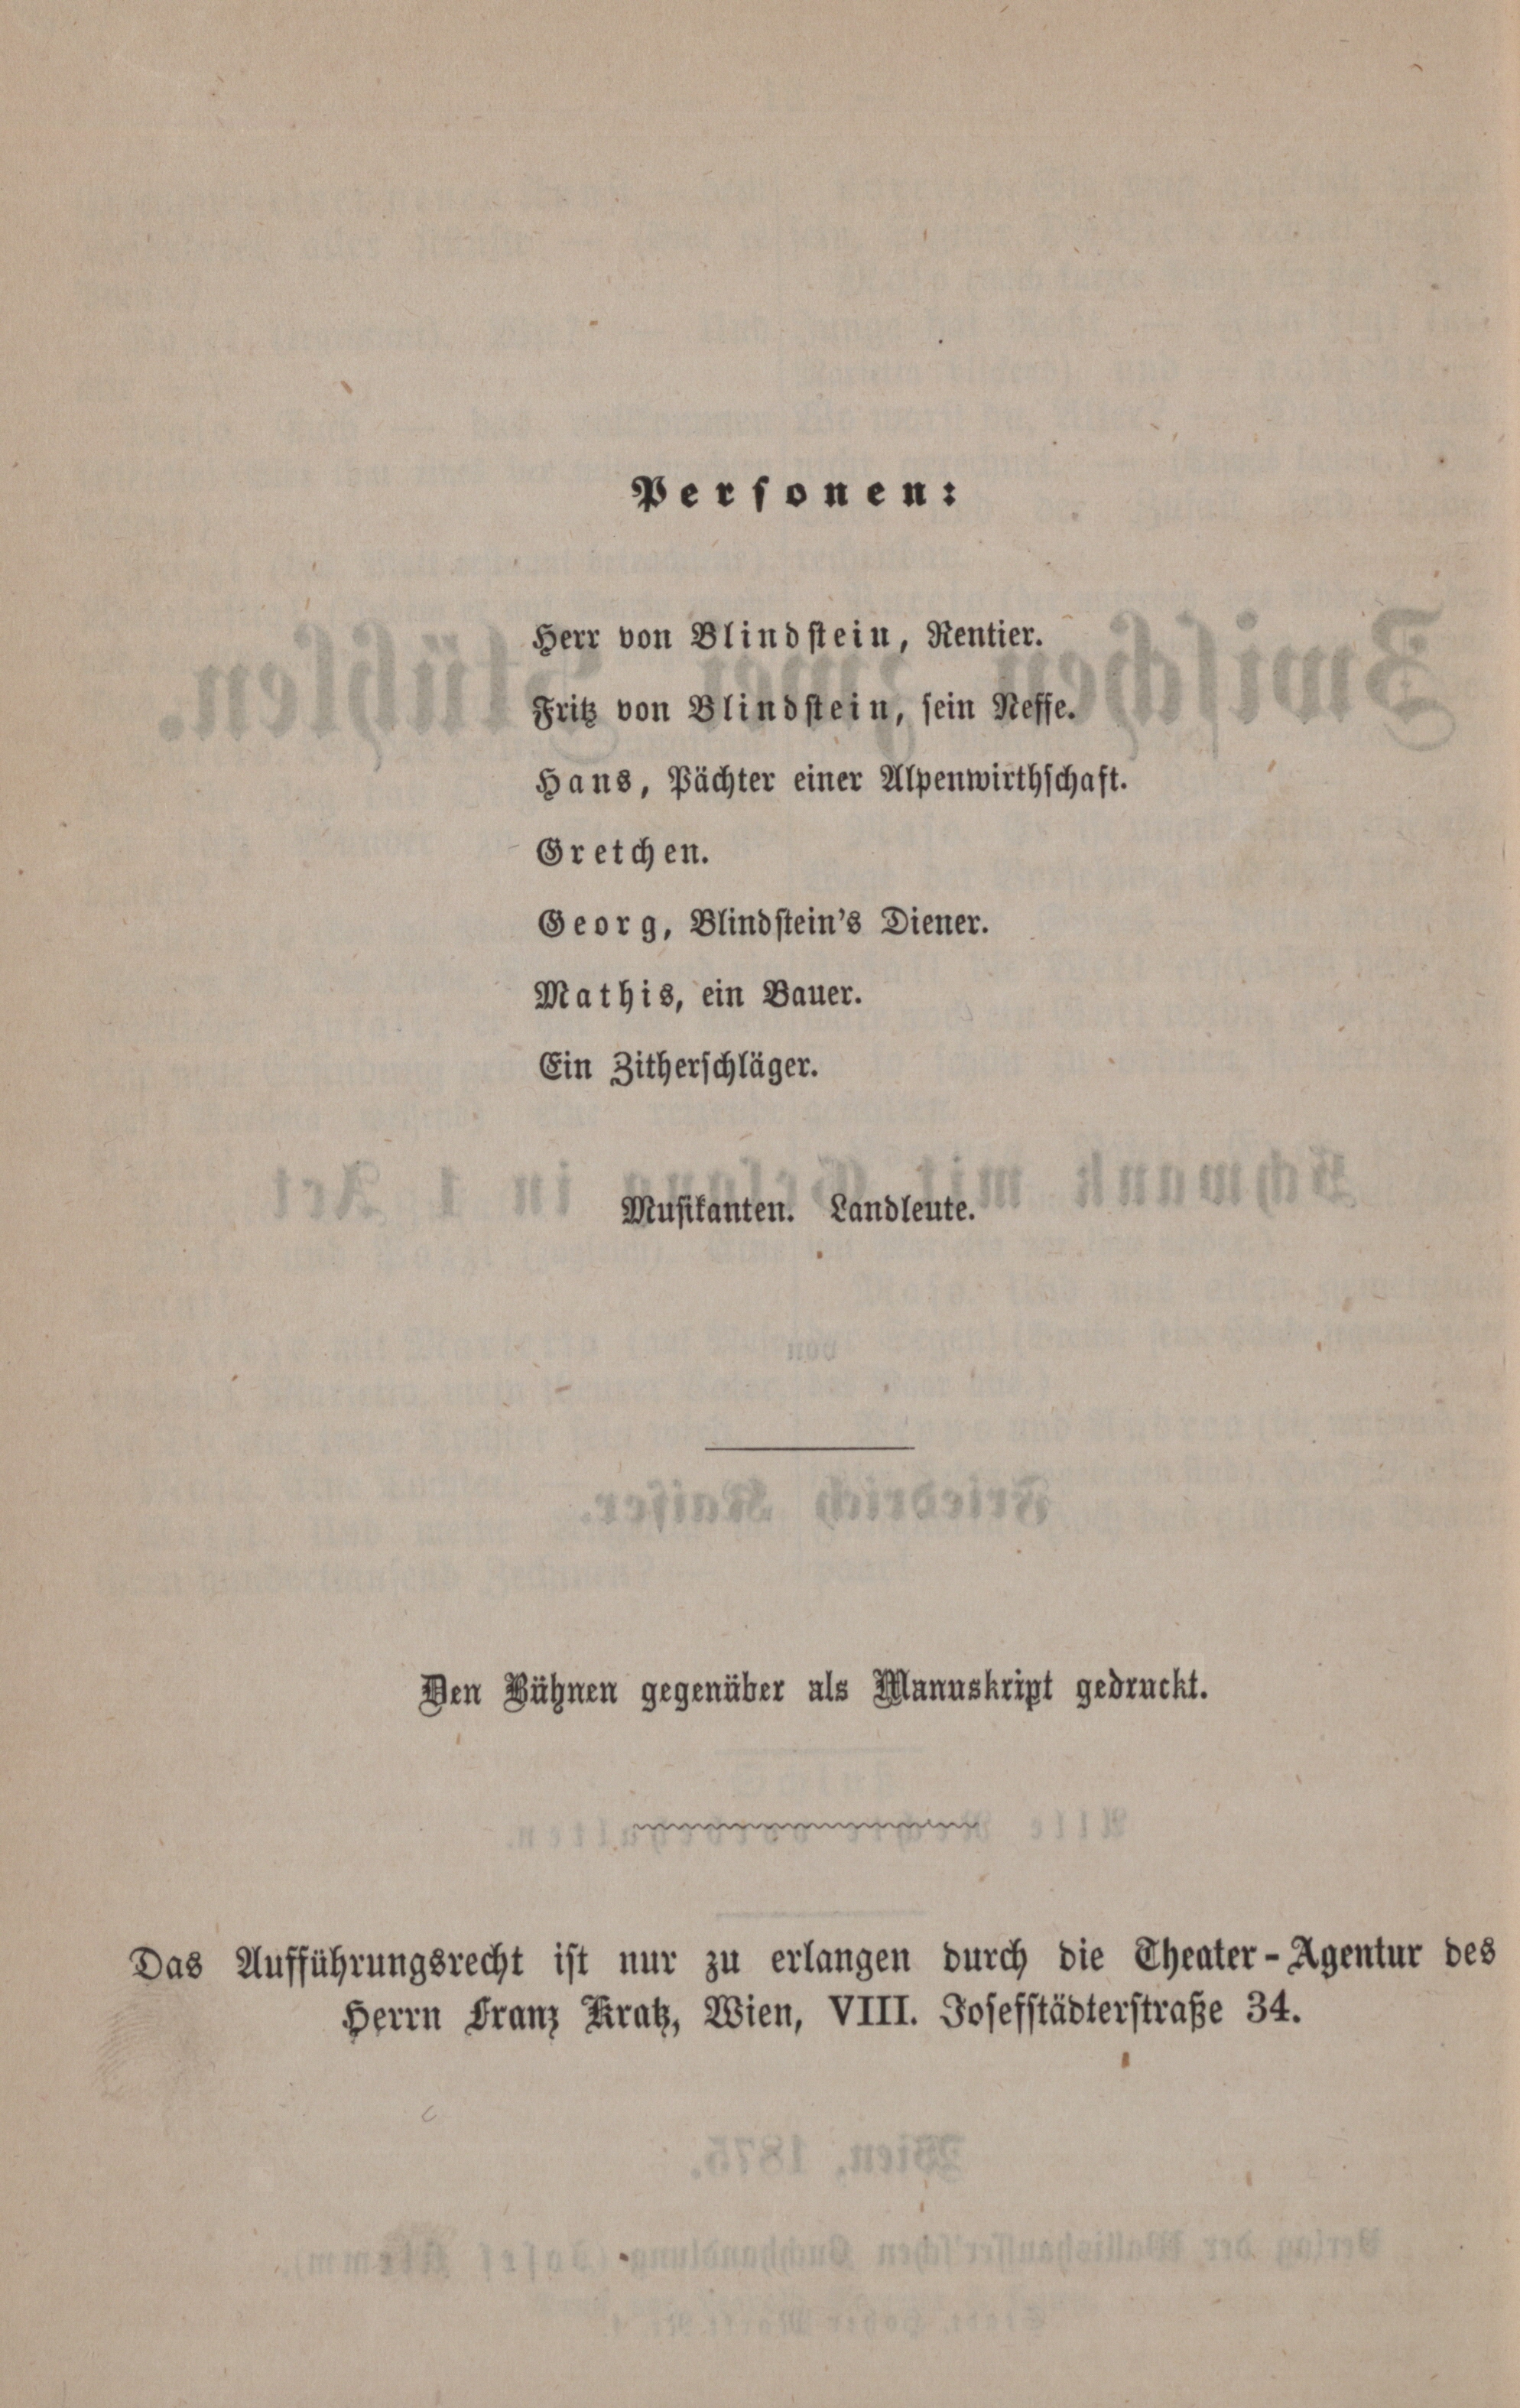 Personen:
Herr von Blindstein, Rentier.
Fritz von Blindstein, sein Neffe.
Hans, Pächter einer Alpenwirthschaft.
Gretchen.
Georg, Blindstein's Diener.
Mathis, ein Bauer.
Ein Zitherschläger.
Musikanten. Landleute.
Den Bühnen gegenüber als Manuskript gedruckt.
Das Aufführungsrecht ist nur zu erlangen durch die Theater-Agentur des
Herrn Franz Kratz, Wien, VIII. Josefstädterstraße 34.